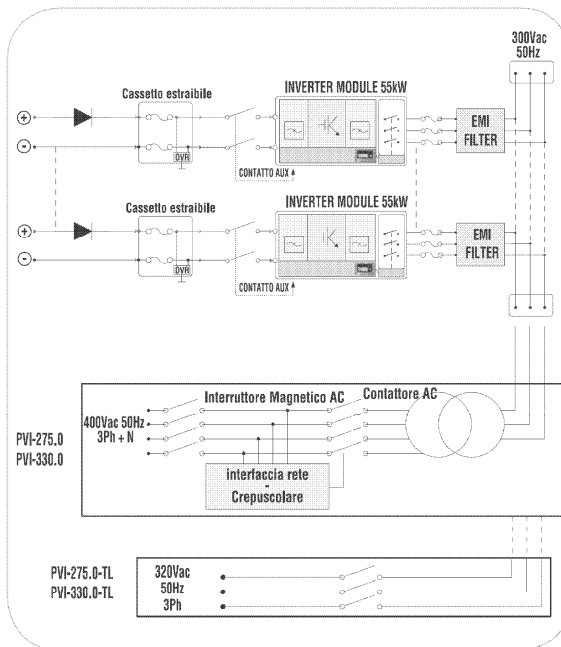 300Vac
50Hz
Cassetto estraibile
INVERTER MODULE 55kW
+
-
OVR
CONTATTO AUX
EMI
FILTER
Cassetto estraibile
INVERTER MODULE 55kW
+
-
OVR
CONTATTO AUX
EMI
FILTER
Interruttore Magnetico AC
Contattore AC
400Vac 50Hz
3Ph + N
PVI-275.0
PVI-330.0
interfaccia rete
-
Crepuscolare
PVI-275.0-TL
PVI-330.0-TL
320Vac
50Hz
3Ph